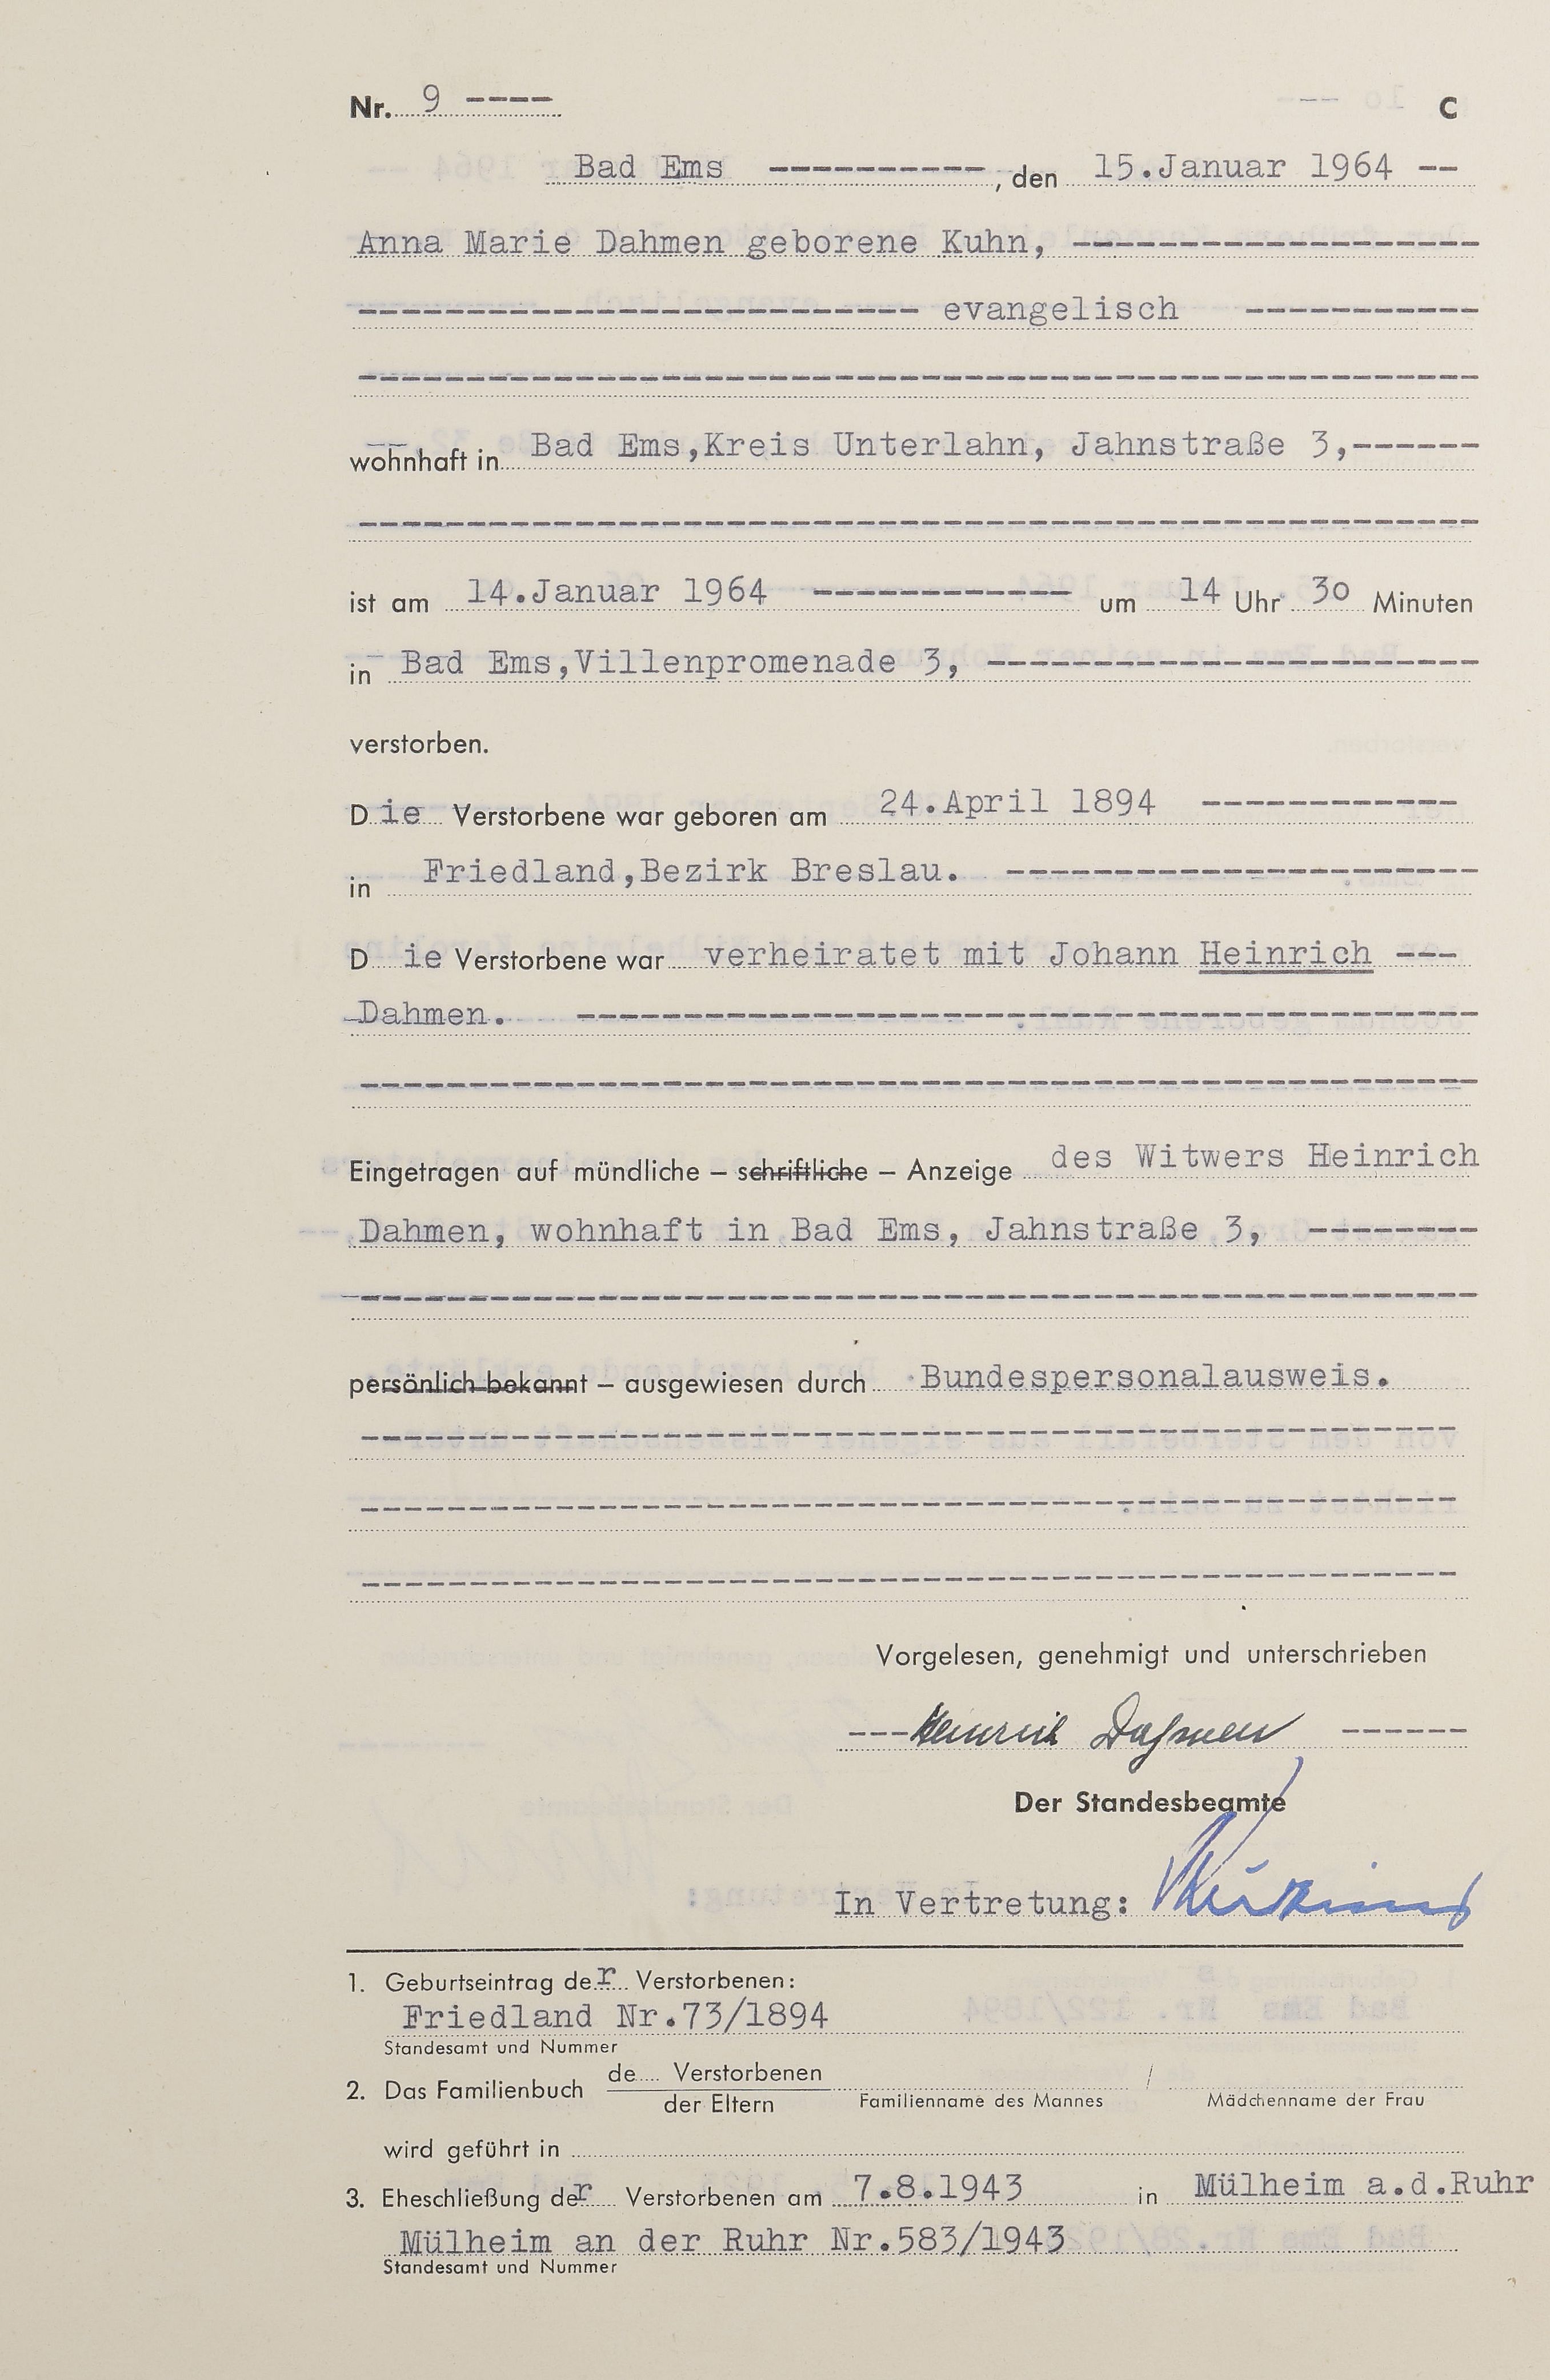 Nr. 9 ---- C
Bad Ems ----------, den 15.Januar 1964 --
Anna Marie Dahmen geborene Kuhn, -------------------
-------------------------- evangelisch -----------
----------------------------------------------------
wohnhaft in Bad Ems,Kreis Unterlahn, Jahnstraße 3,------
----------------------------------------------------
ist am 14.Januar 1964 ------------ um 14 Uhr 30 Minuten
in Bad Ems,Villenpromenade 3, -----------------------
verstorben.
Die Verstorbene war geboren am 24.April 1894 ------------
in Friedland,Bezirk Breslau. ----------------------
Die Verstorbene war verheiratet mit Johann Heinrich ---
Dahmen. ------------------------------------------
----------------------------------------------------
Eingetragen auf mündliche – schriftliche – Anzeige des Witwers Heinrich
Dahmen, wohnhaft in Bad Ems, Jahnstraße 3, --------
----------------------------------------------------
persönlich bekannt – ausgewiesen durch Bundespersonalausweis.
---------------------------------------------------
---------------------------------------------------
---------------------------------------------------
Vorgelesen, genehmigt und unterschrieben
---Heinrich Dahmen ------
Der Standesbeamte
In Vertretung:
1. Geburtseintrag der Verstorbenen:
Friedland Nr.73/1894
Standesamt und Nummer
2. Das Familienbuch de.... Verstorbenen /
der Eltern Familienname des Mannes Mädchenname der Frau
wird geführt in
3. Eheschließung der Verstorbenen am 7.8.1943 in Mülheim a.d.Ruhr
Mülheim an der Ruhr Nr.583/1943
Standesamt und Nummer